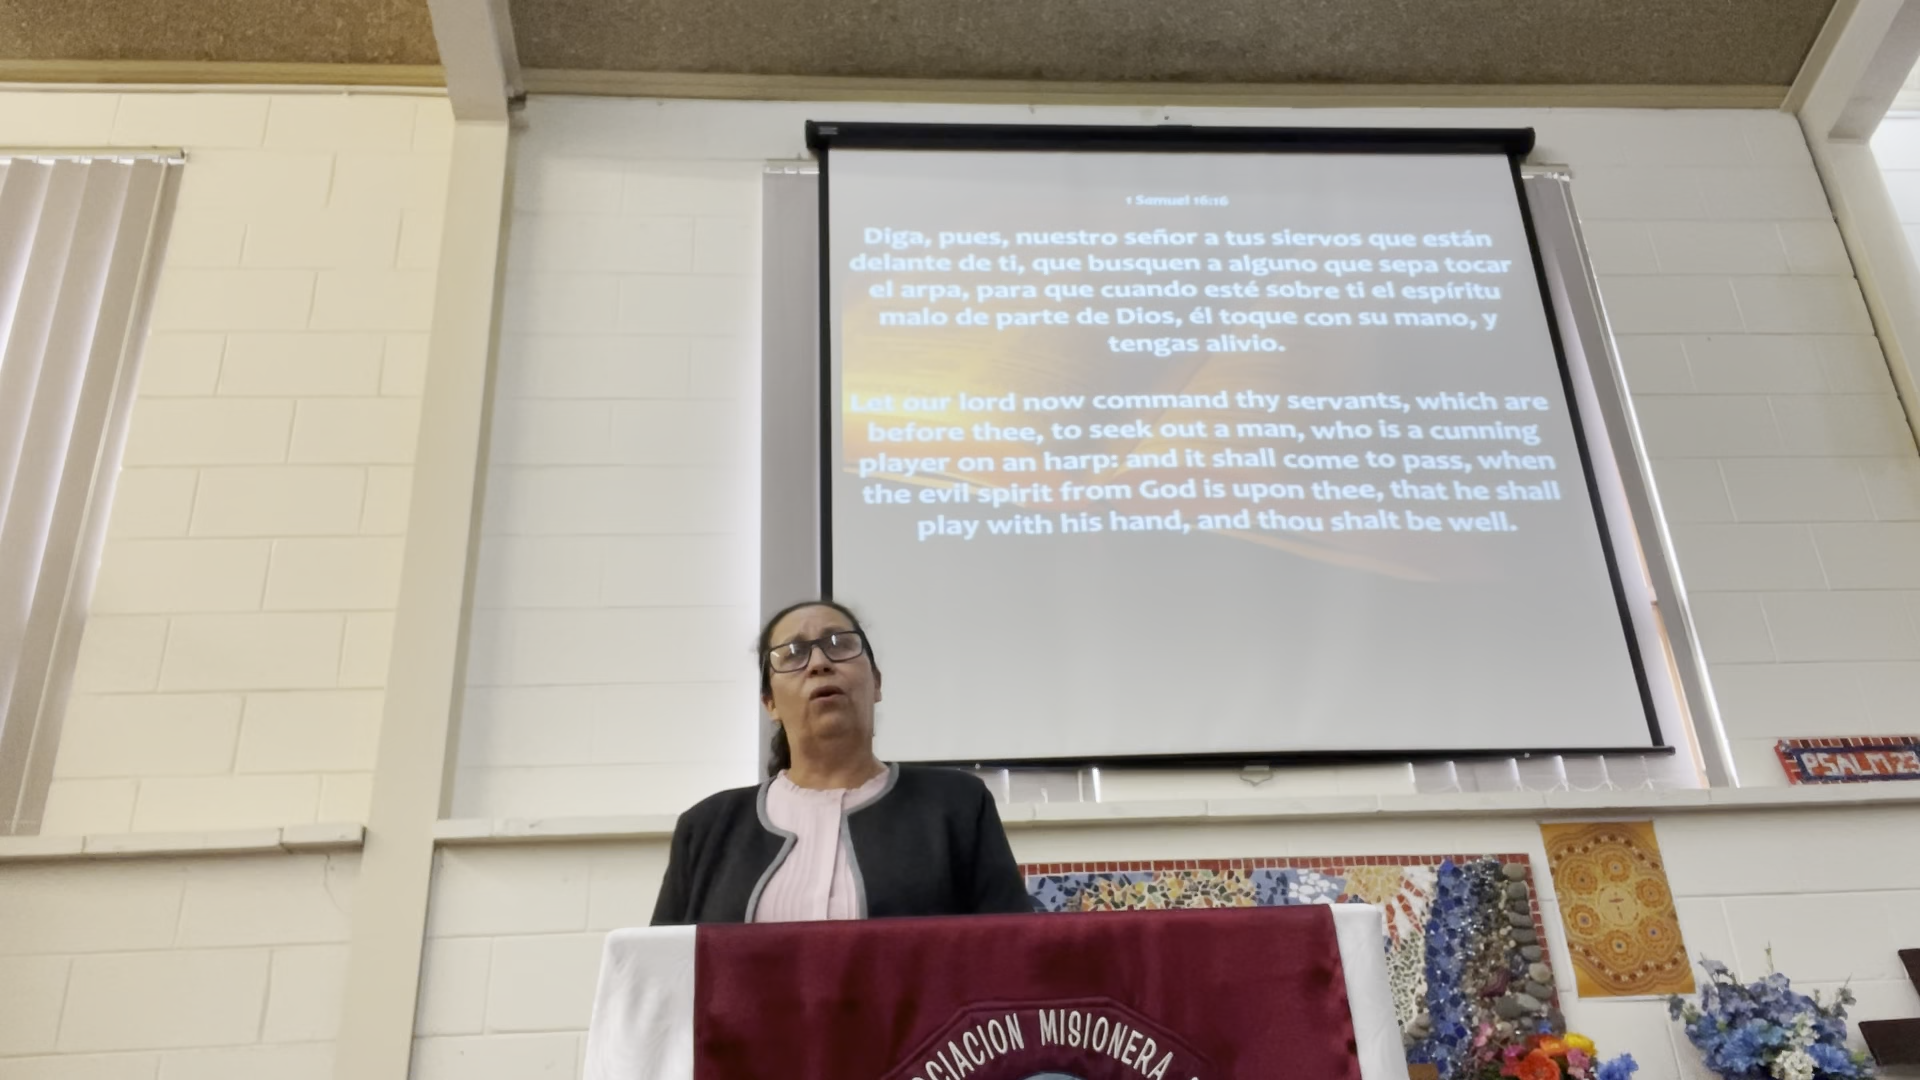 1 Samuel 16:16
Diga, pues, nuestro señor a tus siervos que están
delante de ti, que busquen a alguno que sepa tocar
el arpa, para que cuando esté sobre ti el espíritu
malo de parte de Dios, él toque con su mano, y
tengas alivio.
Let our lord now command thy servants, which are
before thee, to seek out a man, who is a cunning
player on an harp: and it shall come to pass, when
the evil spirit from God is upon thee, that he shall
play with his hand, and thou shalt be well.
PSALM 23
OCIACION MISIONERA